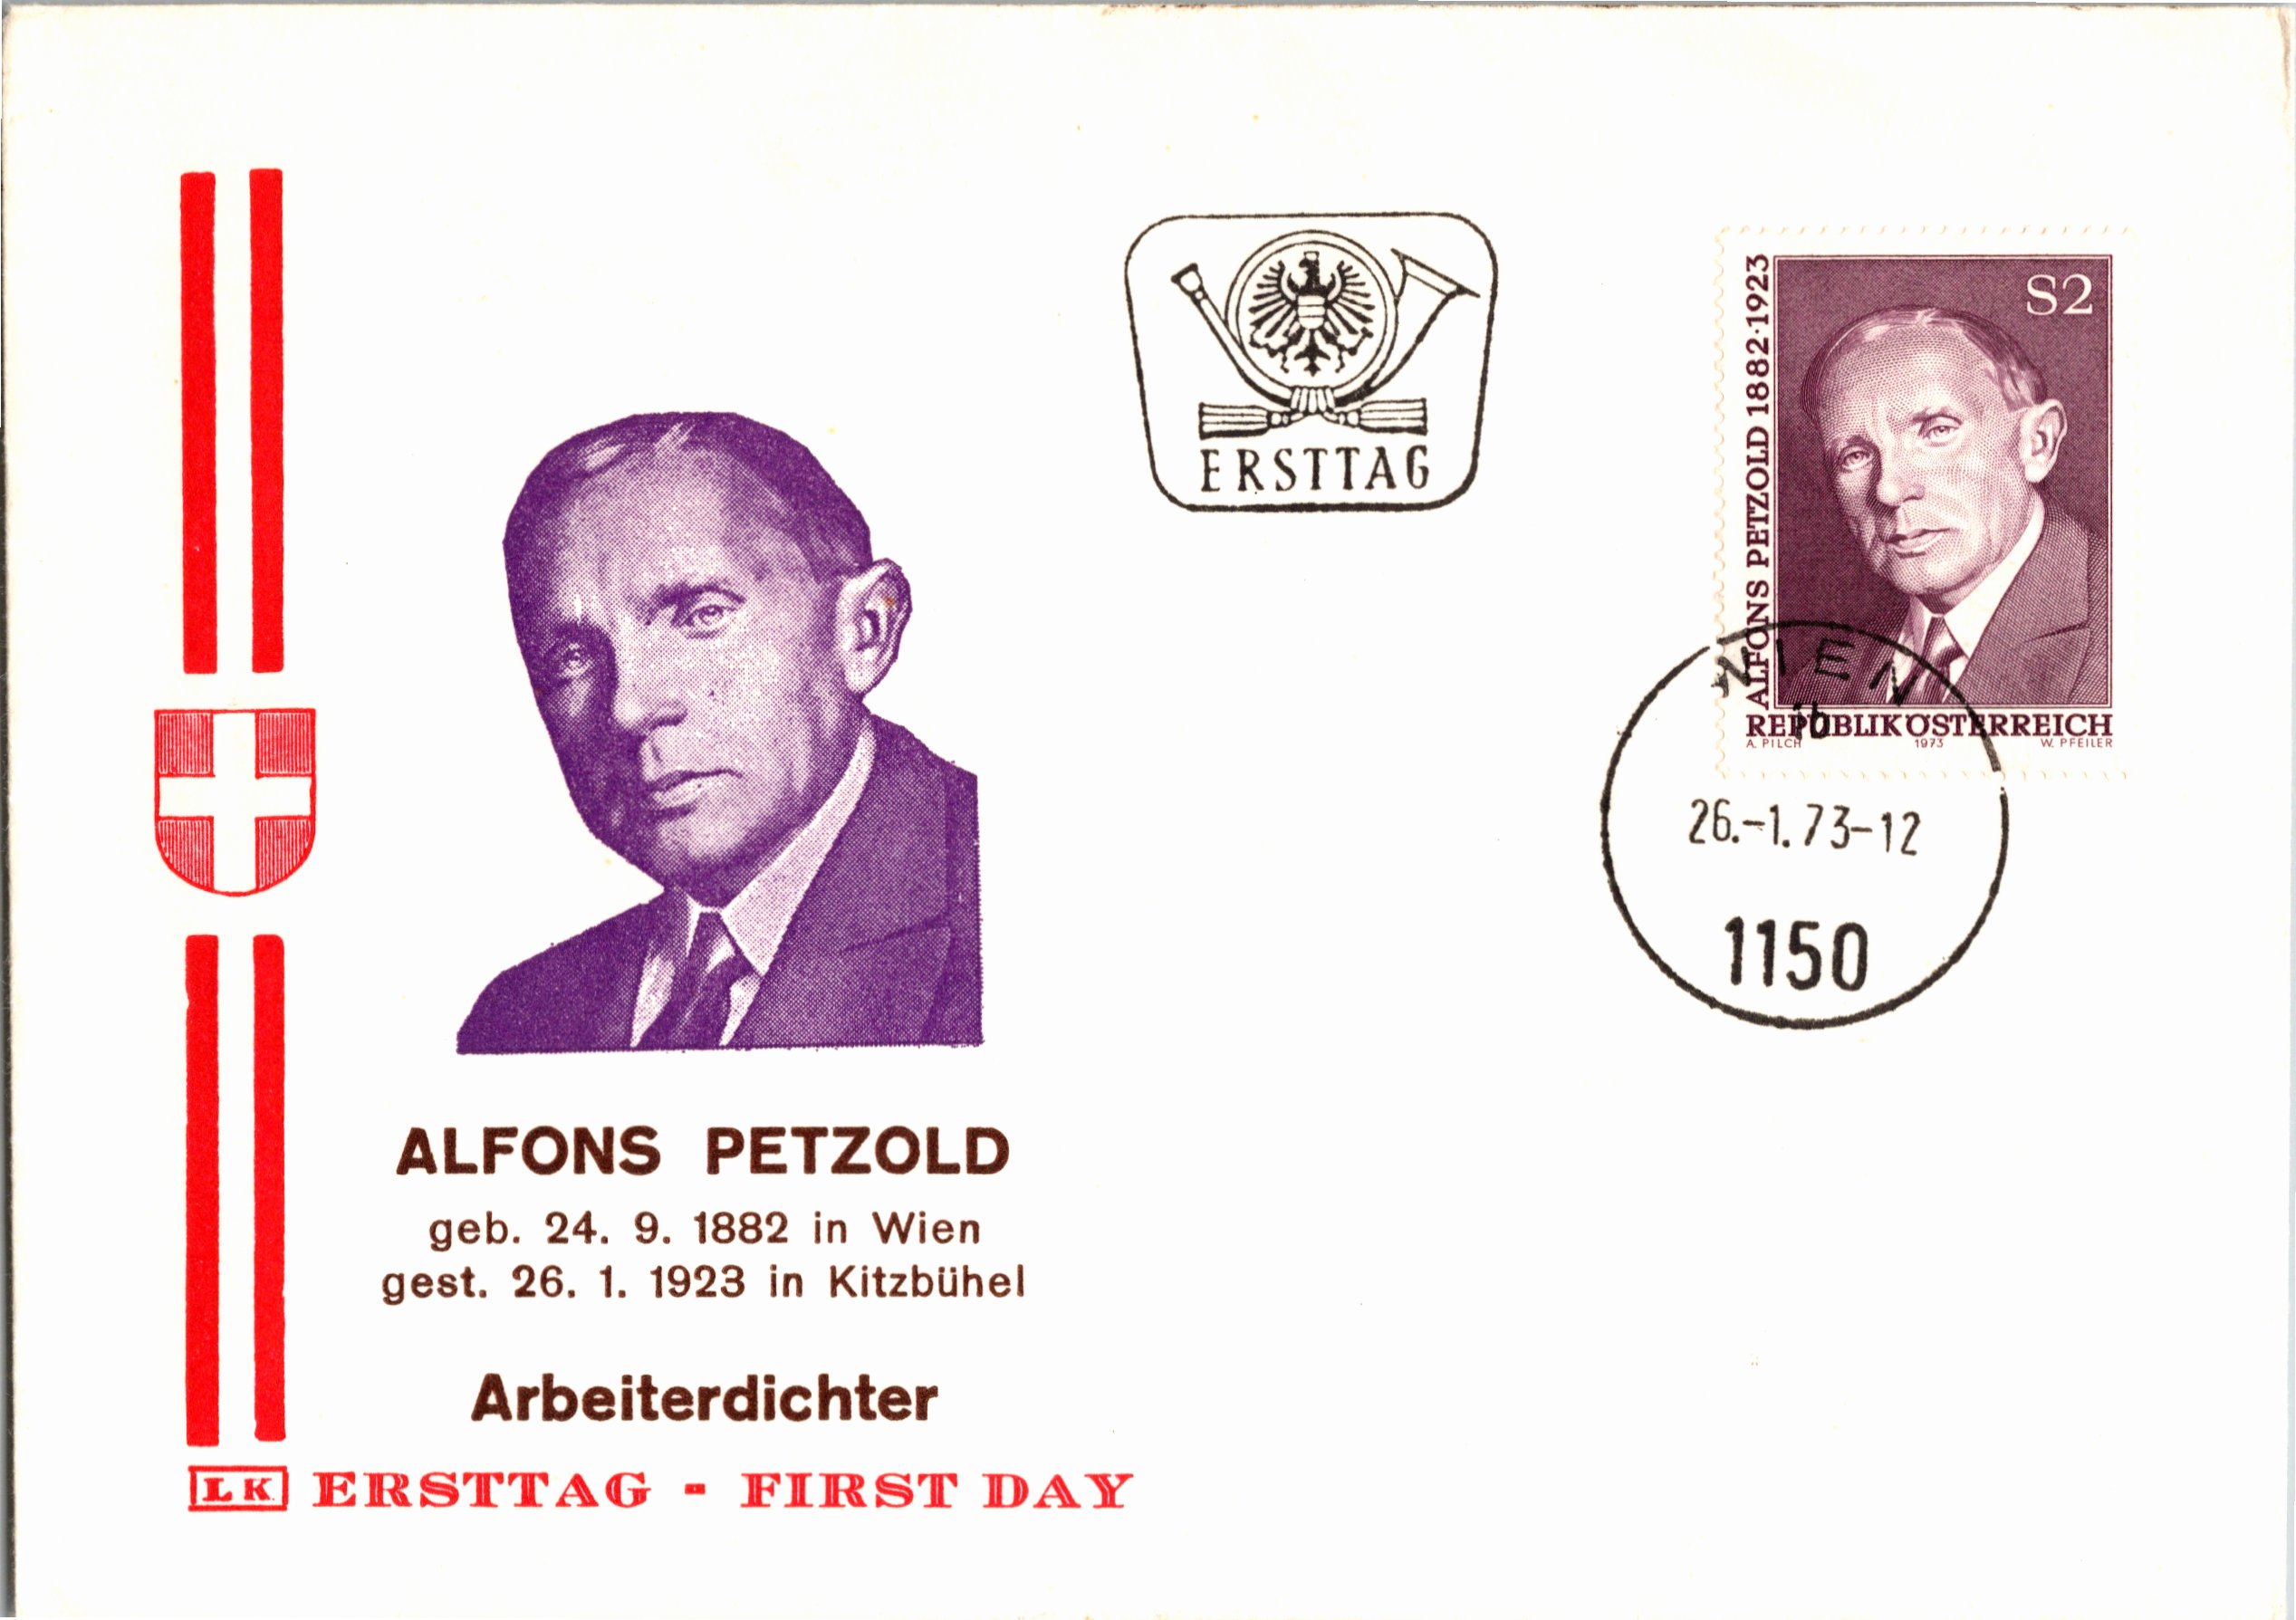 ERSTTAG
S2
ALFONS PETZOLD 1882·1923
REPUBLIK ÖSTERREICH
A. PILCH 1973 W. PFEILER
WIEN
ib
26.-1.73-12
1150
ALFONS PETZOLD
geb. 24. 9. 1882 in Wien
gest. 26. 1. 1923 in Kitzbühel
Arbeiterdichter
LK ERSTTAG - FIRST DAY